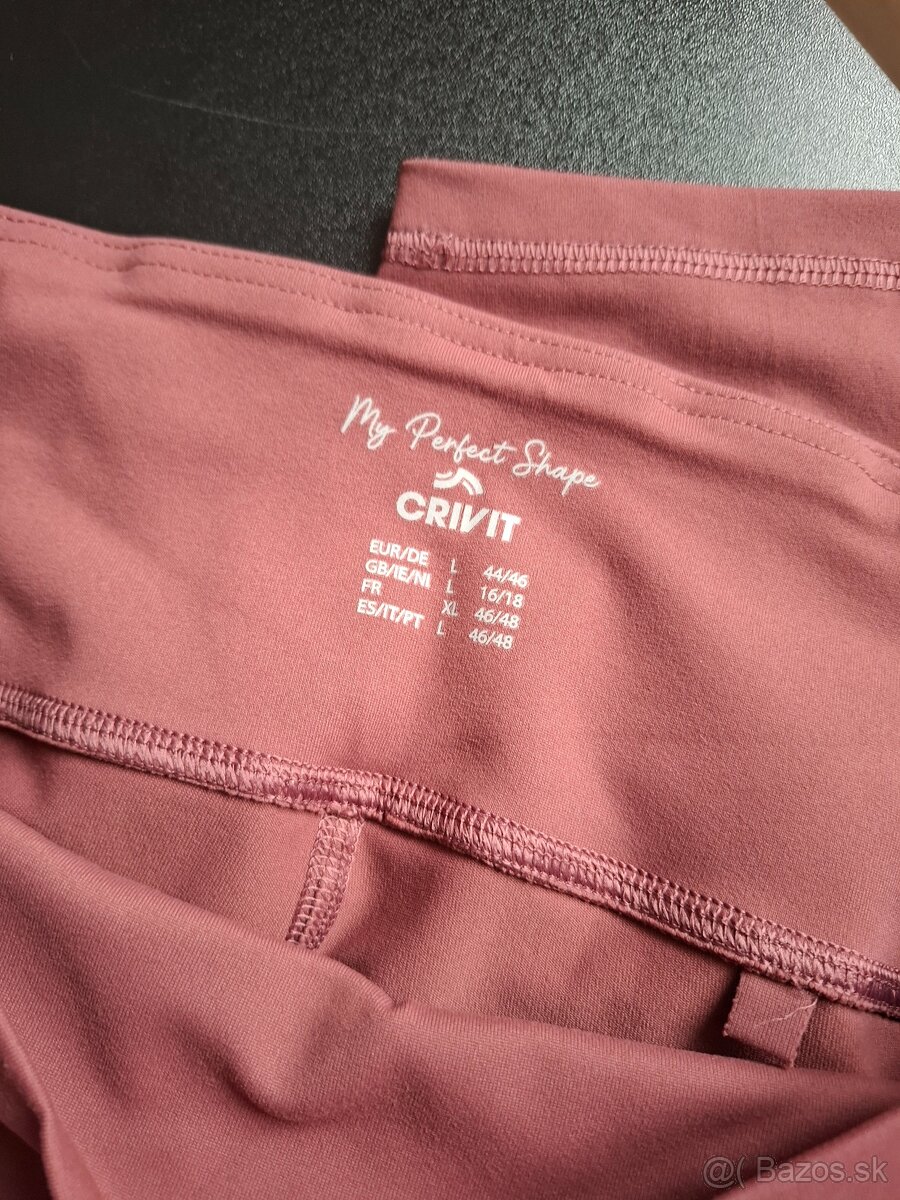 My Perfect Shape
CRIVIT
EUR/DE L 44/46
GB/IE/NI L 16/18
FR XL 46/48
ES/IT/PT L 46/48
@( Bazos.sk